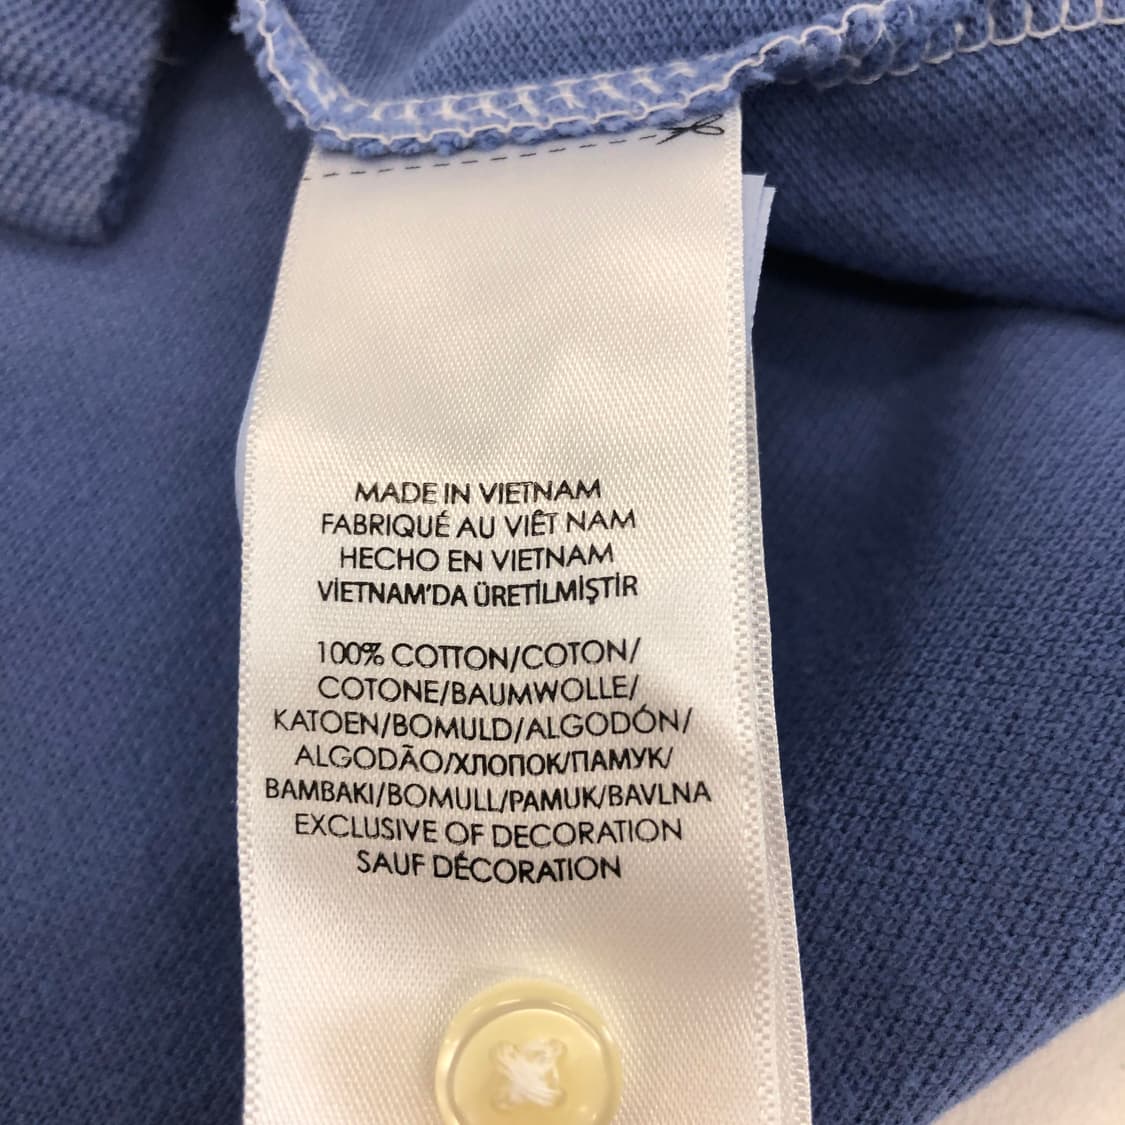 MADE IN VIETNAM
FABRIQUÉ AU VIÊT NAM
HECHO EN VIETNAM
VİETNAM'DA ÜRETİLMİŞTİR
100% COTTON/COTON/
COTONE/BAUMWOLLE/
KATOEN/BOMULD/ALGODÓN/
ALGODÃO/ХЛОПОК/ПАМУК/
BAMBAKI/BOMULL/PAMUK/BAVLNA
EXCLUSIVE OF DECORATION
SAUF DÉCORATION